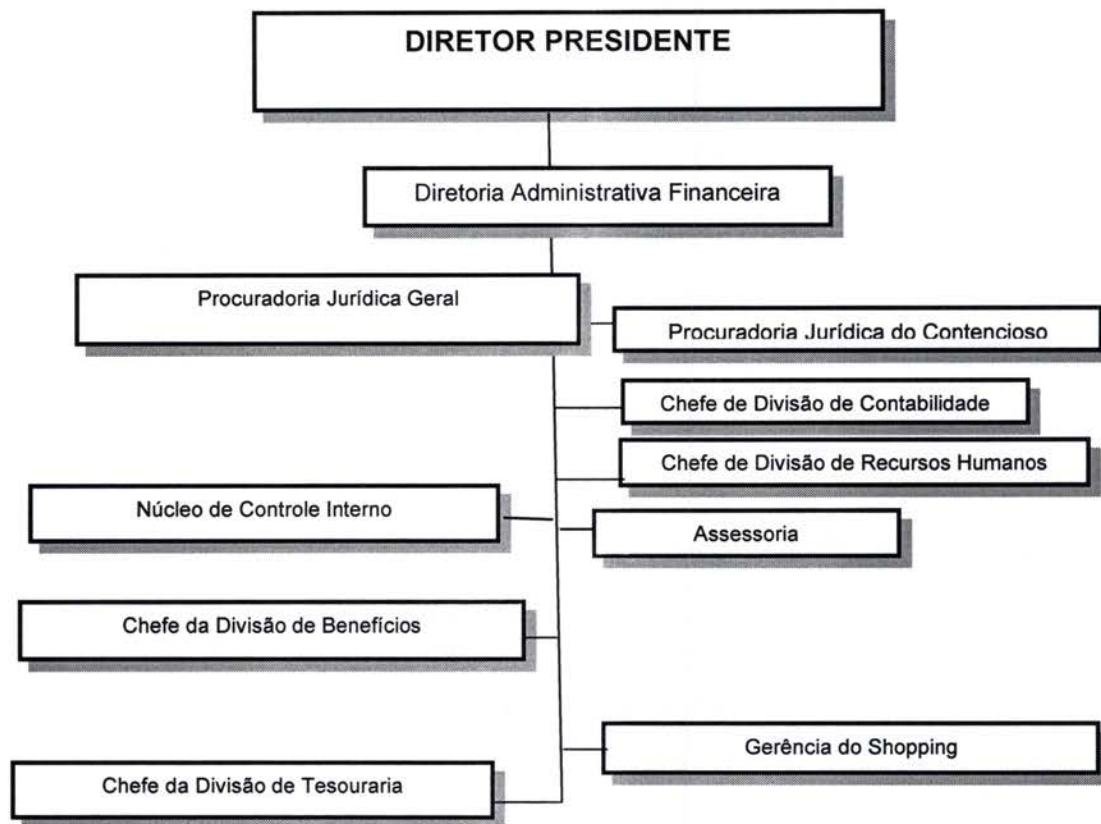 DIRETOR PRESIDENTE
Diretoria Administrativa Financeira
Procuradoria Jurídica Geral
Procuradoria Jurídica do Contencioso
Chefe de Divisão de Contabilidade
Chefe de Divisão de Recursos Humanos
Núcleo de Controle Interno
Assessoria
Chefe da Divisão de Benefícios
Gerência do Shopping
Chefe da Divisão de Tesouraria